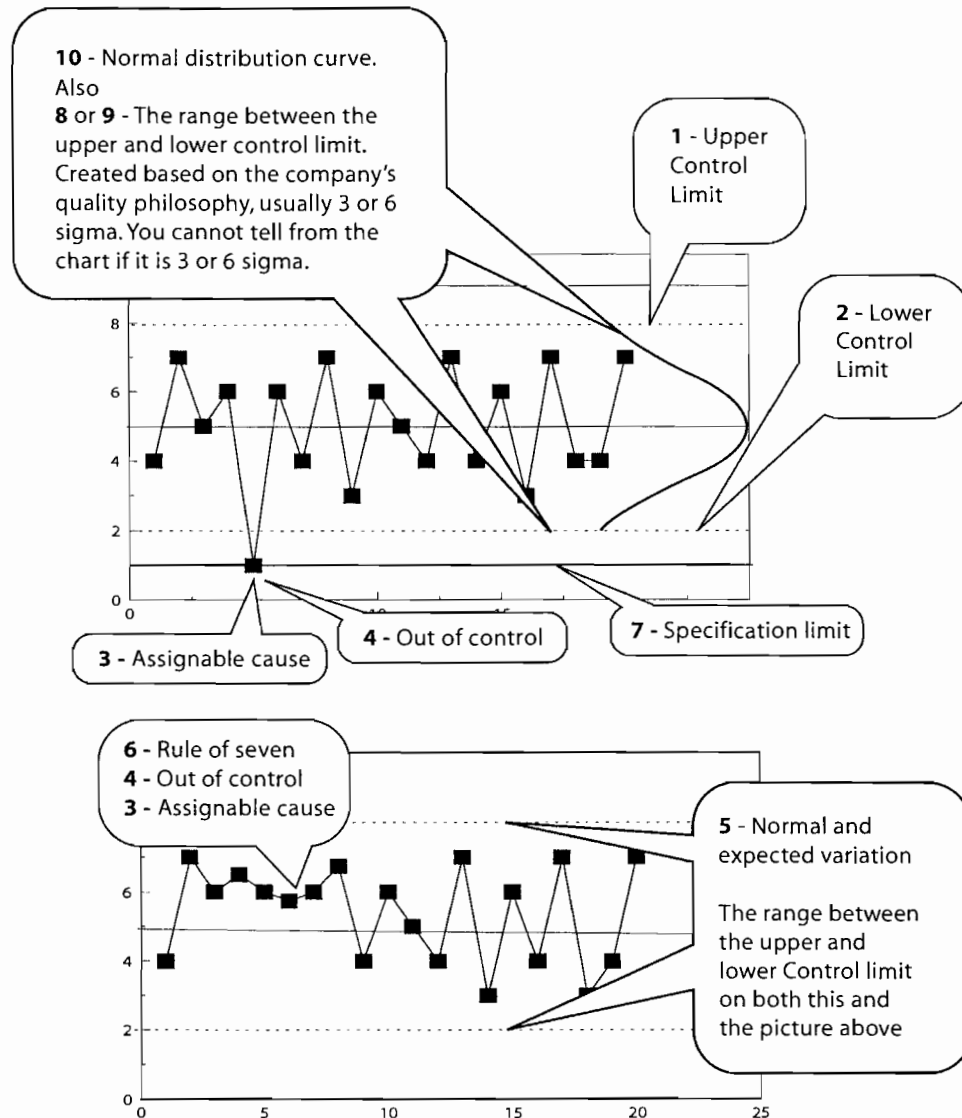 10 - Normal distribution curve.
Also
8 or 9 - The range between the
upper and lower control limit.
Created based on the company's
quality philosophy, usually 3 or 6
sigma. You cannot tell from the
chart if it is 3 or 6 sigma.
1 - Upper
Control
Limit
2 - Lower
Control
Limit
8
6
4
2
0
0
10
15
3 - Assignable cause
4 - Out of control
7 - Specification limit
6 - Rule of seven
4 - Out of control
3 - Assignable cause
5 - Normal and
expected variation
The range between
the upper and
lower Control limit
on both this and
the picture above
6
4
2
0
0
5
10
15
20
25